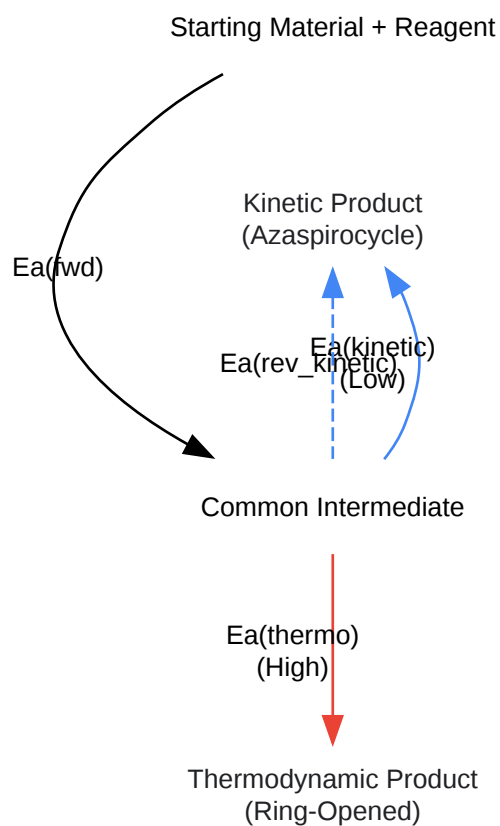 Starting Material + Reagent
Kinetic Product
(Azaspirocycle)
Ea(fwd)
Ea(kinetic)
(Low)
Ea(rev_kinetic)
Common Intermediate
Ea(thermo)
(High)
Thermodynamic Product
(Ring-Opened)